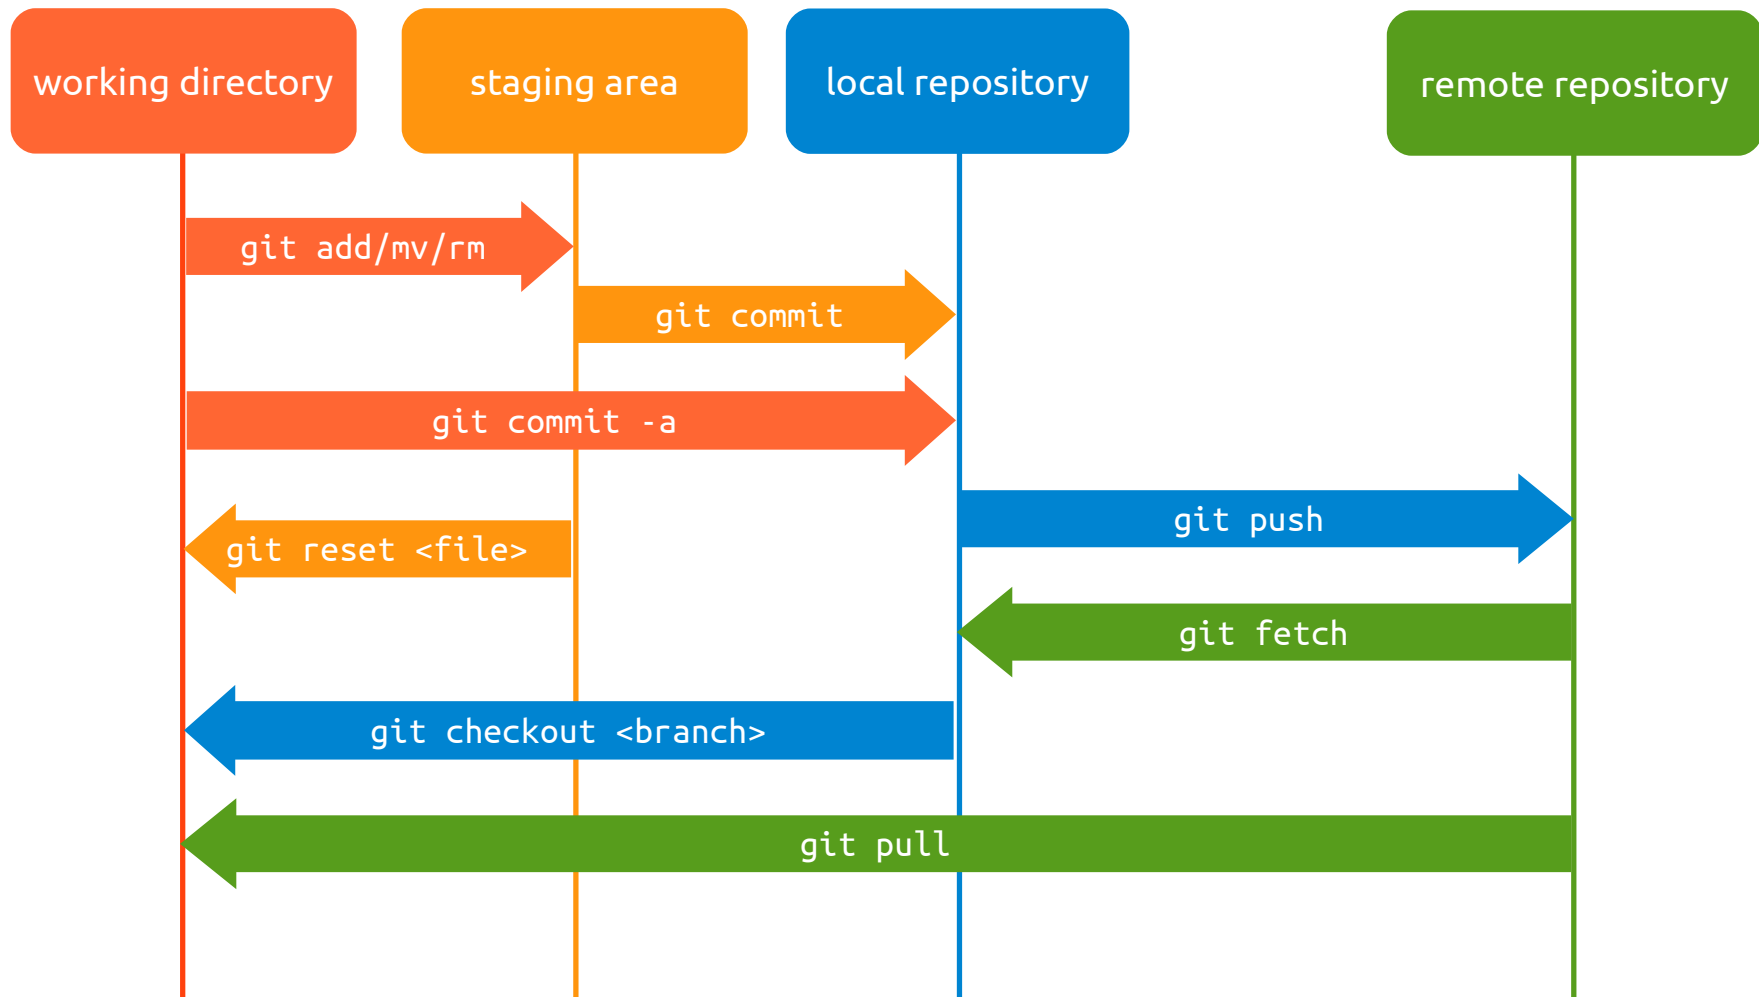 working directory
staging area
local repository
remote repository
git add/mv/rm
git commit
git commit -a
git push
git reset <file>
git fetch
git checkout <branch>
git pull